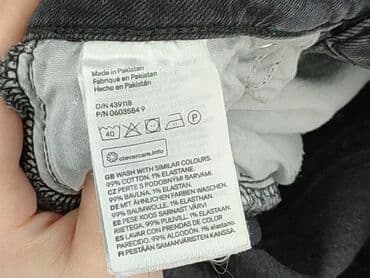 Made in Pakistan
Fabriqué en Pakistan
Hecho en Pakistán
O/N 439118
P/N 0603584 9
40
clevercare.info
GB WASH WITH SIMILAR COLOURS.
99% COTTON. 1% ELASTANE.
CZ PERTE S PODOBNÝMI BARVAMI.
99% BAVLNA. 1% ELASTAN.
DE MIT ÄHNLICHEN FARBEN WASCHEN.
99% BAUMWOLLE. 1% ELASTHAN
EE PESE KOOS SARNAST VÄRVI
RIETEGA. 99% PUUVILL. 1% ELASTAAN.
ES LAVAR CON PRENDAS DE COLOR
PARECIDO. 99% ALGODÓN. 1% elastano.
FI PESTÄÄN SAMANVÄRISTEN KANSSA.